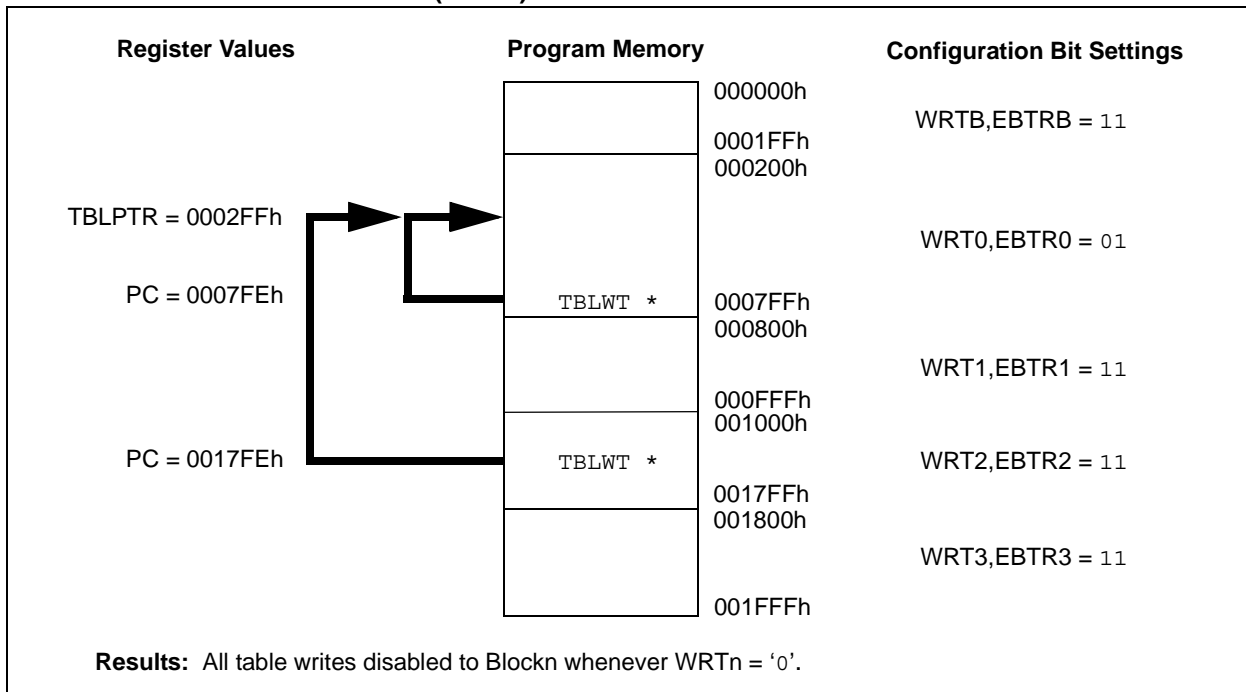 Register Values Program Memory Configuration Bit Settings
000000h
WRTB,EBTRB = 11
0001FFh
000200h
TBLPTR = 0002FFh
WRT0,EBTR0 = 01
PC = 0007FEh TBLWT * 0007FFh
000800h
WRT1,EBTR1 = 11
000FFFh
001000h
PC = 0017FEh TBLWT * WRT2,EBTR2 = 11
0017FFh
001800h
WRT3,EBTR3 = 11
001FFFh
Results: All table writes disabled to Blockn whenever WRTn = ‘0’.